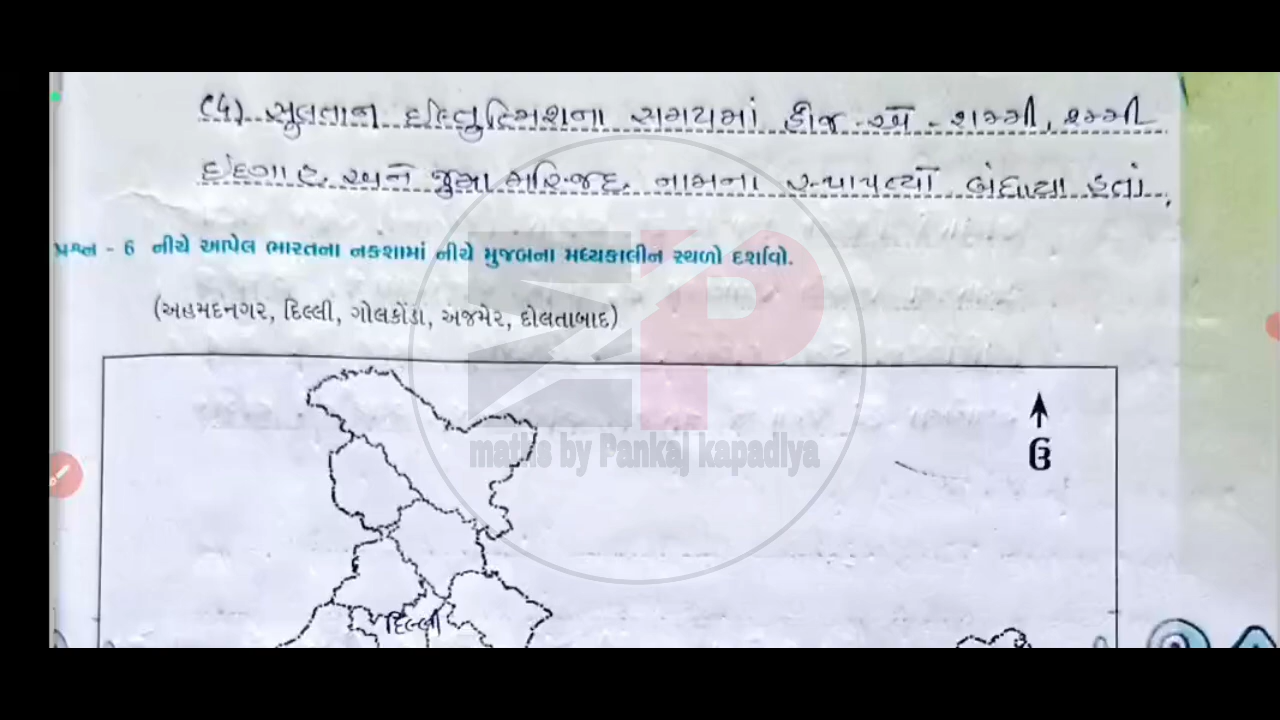 (૫) સુલતાન ઇલ્તુત્મિશના સમયમાં હૌજ-એ-શમ્સી, શમ્સી
ઇદગાહ અને જુમા મસ્જિદ નામના સ્થાપત્યો બંધાયા હતાં.
પ્રશ્ન - 6 નીચે આપેલ ભારતના નકશામાં નીચે મુજબના મધ્યકાલીન સ્થળો દર્શાવો.
(અહમદનગર, દિલ્લી, ગોલકોંડા, અજમેર, દોલતાબાદ)
maths by Pankaj kapadiya
ઉ
દિલ્લી